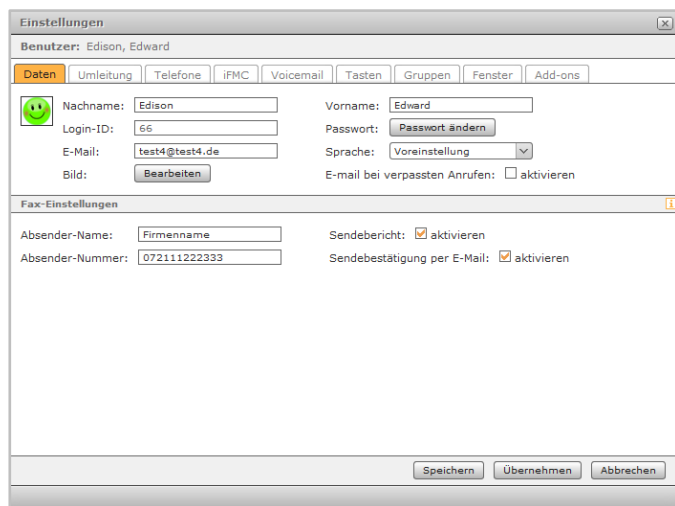 Einstellungen
Benutzer: Edison, Edward
Daten Umleitung Telefone iFMC Voicemail Tasten Gruppen Fenster Add-ons
Nachname: Edison Vorname: Edward
Login-ID: 66 Passwort: Passwort ändern
E-Mail: test4@test4.de Sprache: Voreinstellung
Bild: Bearbeiten E-mail bei verpassten Anrufen: aktivieren
Fax-Einstellungen
Absender-Name: Firmenname Sendebericht: aktivieren
Absender-Nummer: 072111222333 Sendebestätigung per E-Mail: aktivieren
Speichern Übernehmen Abbrechen